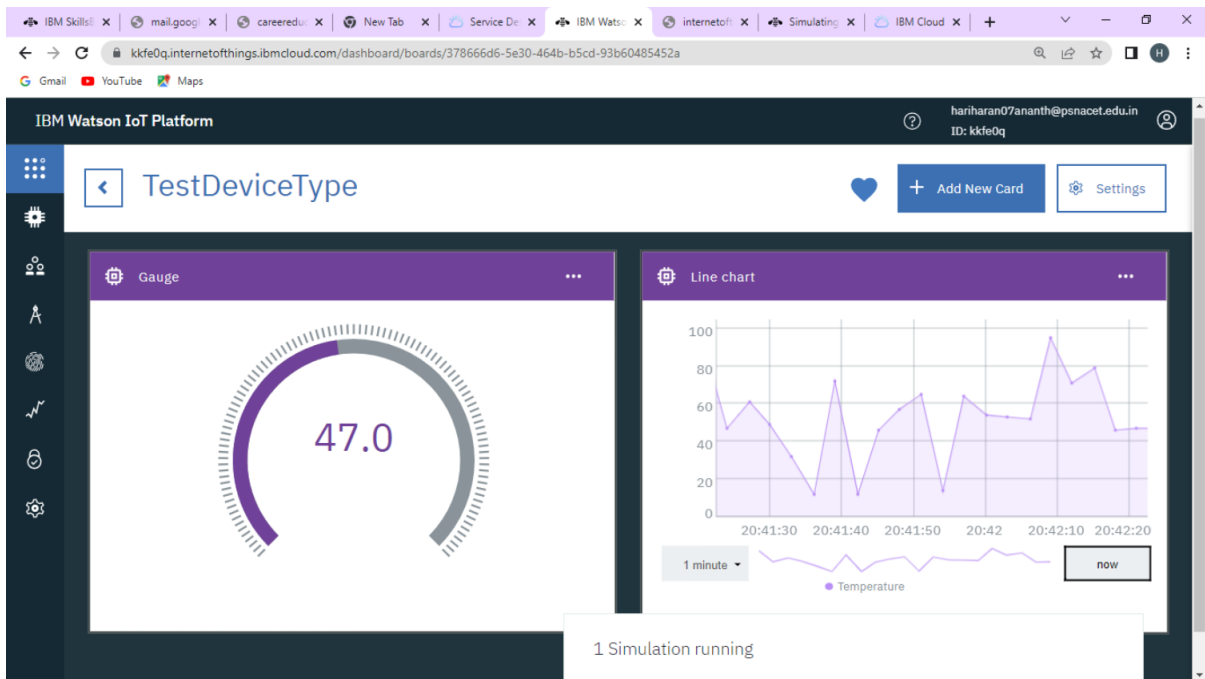 IBM SkillsB
mail.googl
careereduc
New Tab
Service De
IBM Watso
internetoft
Simulating
IBM Cloud
kkfe0q.internetofthings.ibmcloud.com/dashboard/boards/378666d6-5e30-464b-b5cd-93b60485452a
H
Gmail
YouTube
Maps
IBM Watson IoT Platform
hariharan07ananth@psnacet.edu.in
ID: kkfe0q
TestDeviceType
Add New Card
Settings
Gauge
47.0
Line chart
100
80
60
40
20
0
20:41:30 20:41:40 20:41:50 20:42 20:42:10 20:42:20
1 minute
now
Temperature
1 Simulation running